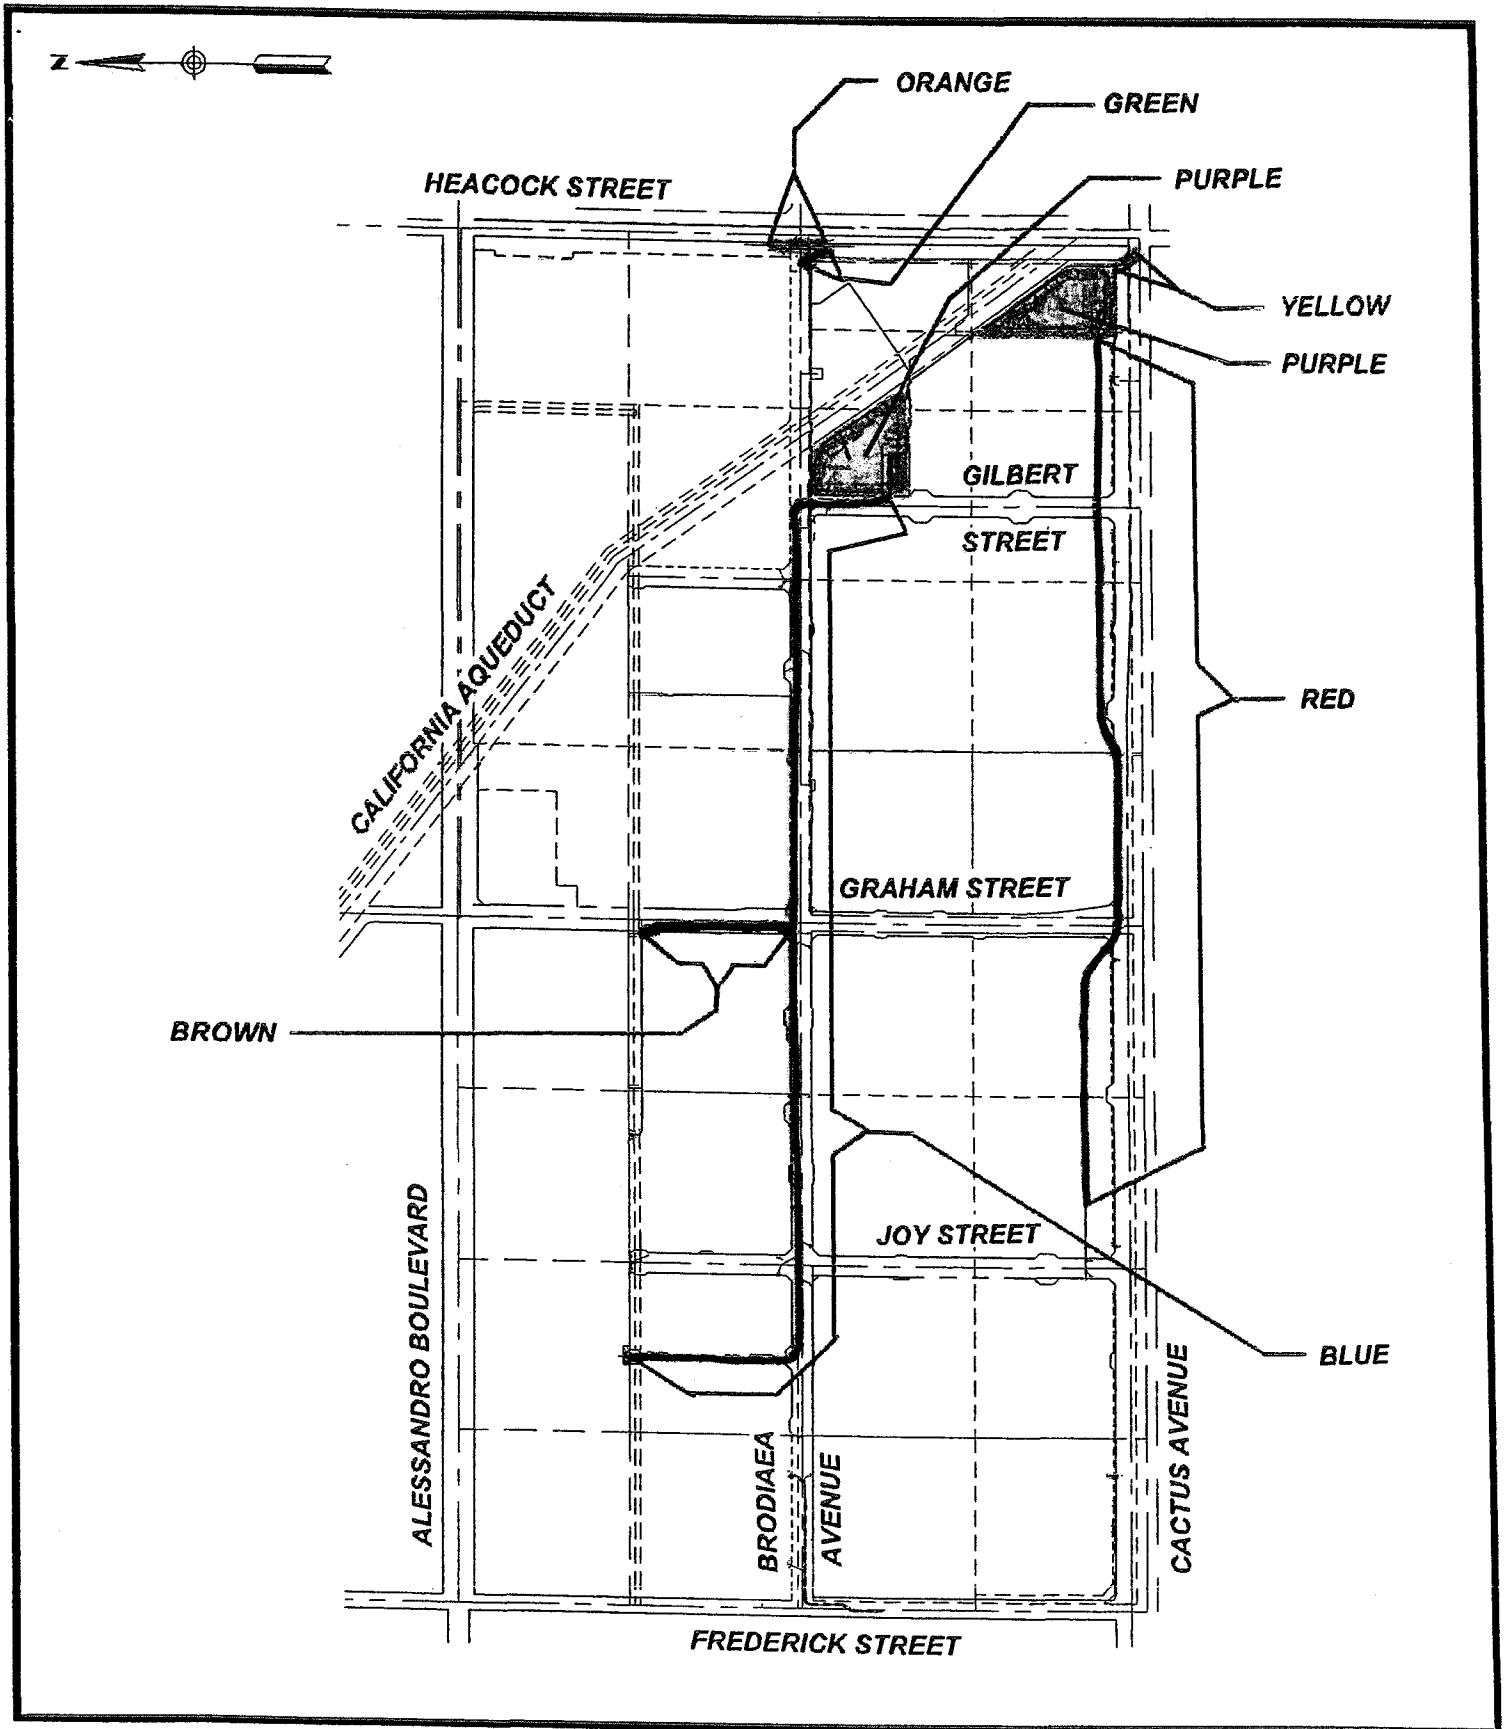 Z
ORANGE
GREEN
HEACOCK STREET
PURPLE
YELLOW
PURPLE
GILBERT
STREET
CALIFORNIA AQUEDUCT
RED
GRAHAM STREET
BROWN
JOY STREET
ALESSANDRO BOULEVARD
BLUE
BRODIAEA
AVENUE
CACTUS AVENUE
FREDERICK STREET